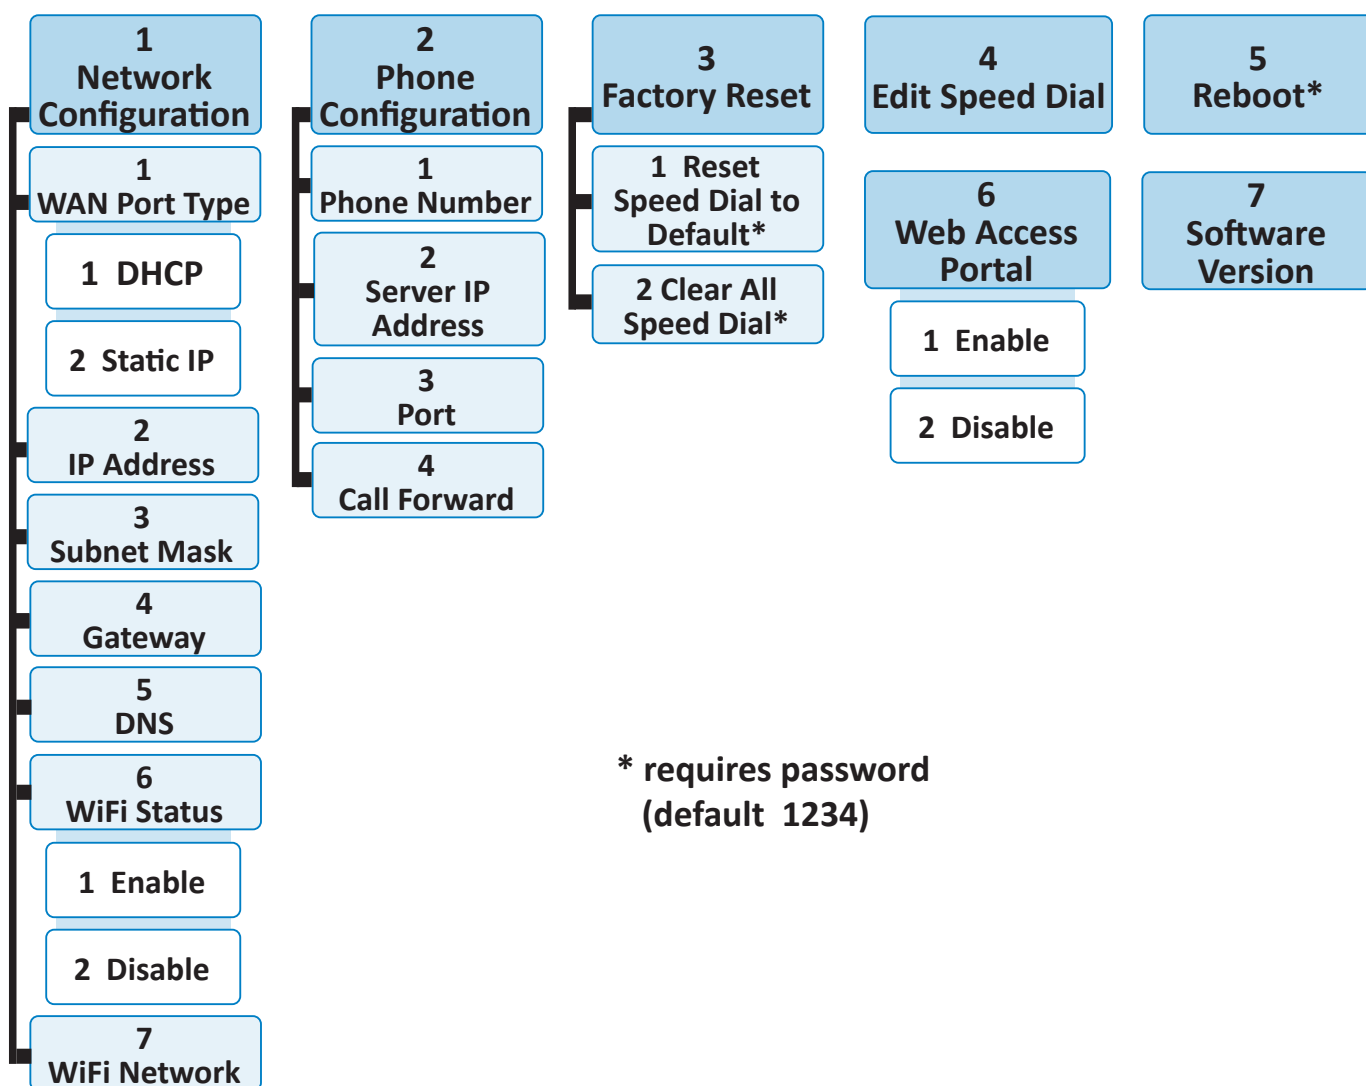 1
Network
Configuration
1
WAN Port Type
1 DHCP
2 Static IP
2
IP Address
3
Subnet Mask
4
Gateway
5
DNS
6
WiFi Status
1 Enable
2 Disable
7
WiFi Network
2
Phone
Configuration
1
Phone Number
2
Server IP
Address
3
Port
4
Call Forward
3
Factory Reset
1 Reset
Speed Dial to
Default*
2 Clear All
Speed Dial*
4
Edit Speed Dial
5
Reboot*
6
Web Access
Portal
1 Enable
2 Disable
7
Software
Version
* requires password
(default 1234)